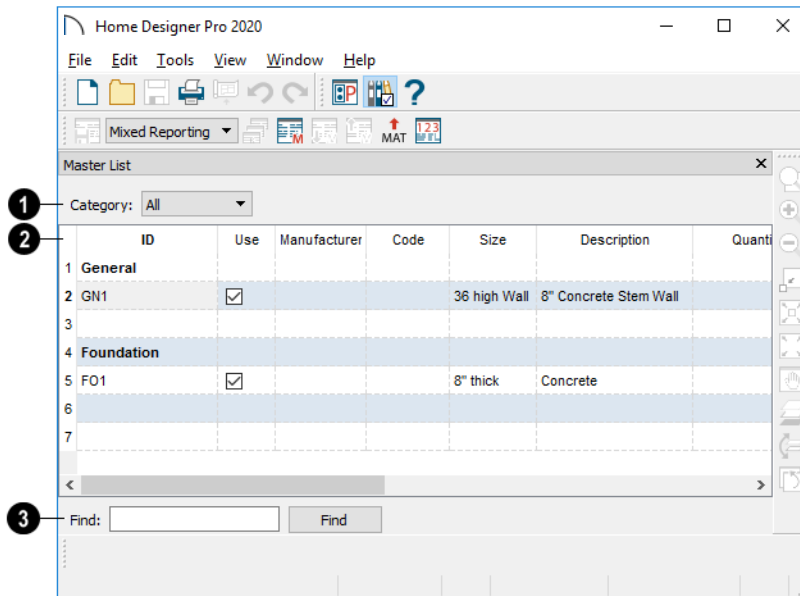 Home Designer Pro 2020
File Edit Tools View Window Help
P ?
Mixed Reporting M MAT 123
Master List
1 Category: All
2 ID Use Manufacturer Code Size Description Quanti
1 General
2 GN1 36 high Wall 8" Concrete Stem Wall
3
4 Foundation
5 FO1 8" thick Concrete
6
7
3 Find: Find